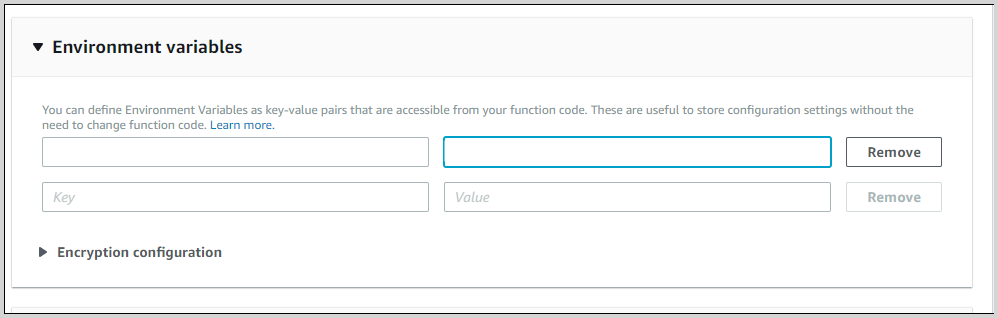 Environment variables
You can define Environment Variables as key-value pairs that are accessible from your function code. These are useful to store configuration settings without the
need to change function code. Learn more.
Remove
Key Value Remove
Encryption configuration